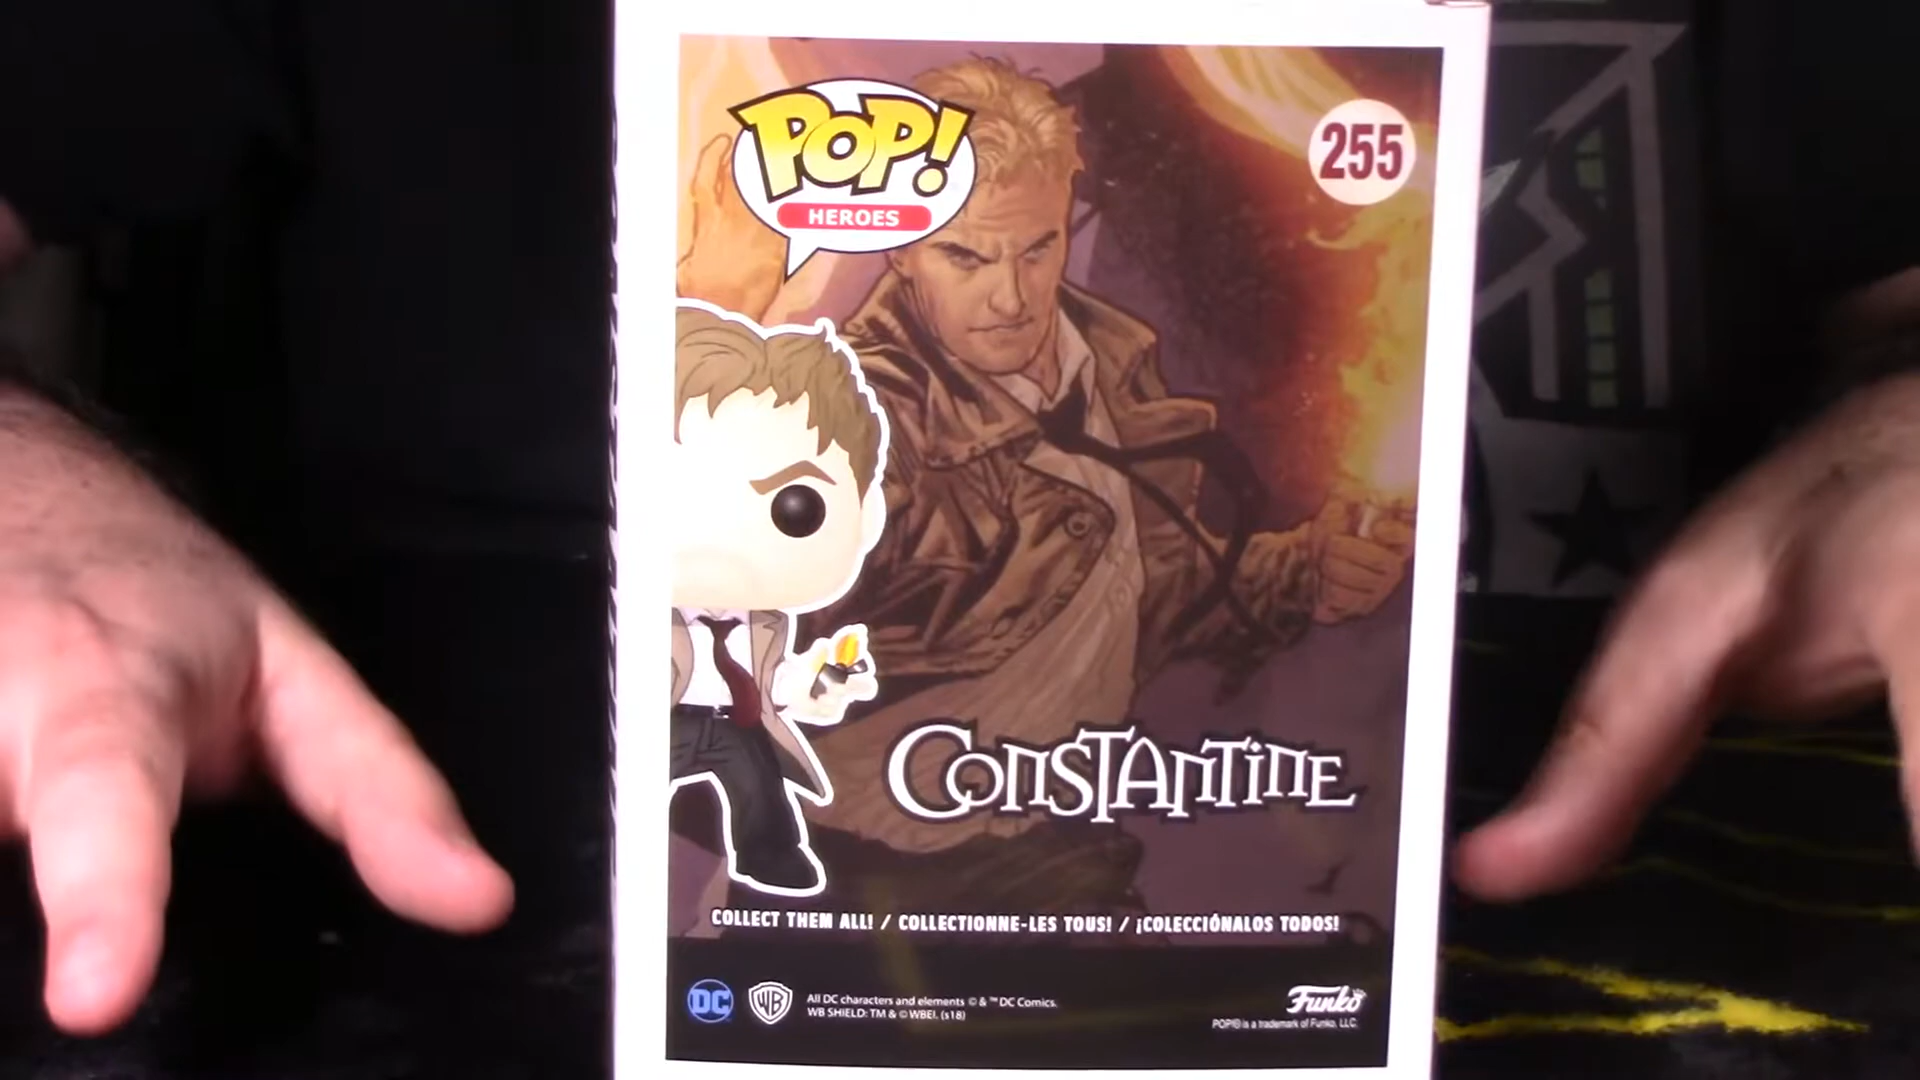 POP!
HEROES
255
CONSTANTINE
COLLECT THEM ALL! / COLLECTIONNE-LES TOUS! / ¡COLECCIÓNALOS TODOS!
DC
WB
All DC characters and elements © & ™ DC Comics.
WB SHIELD: TM & © WBEI. (s18)
Funko
POP!® is a trademark of Funko, LLC.